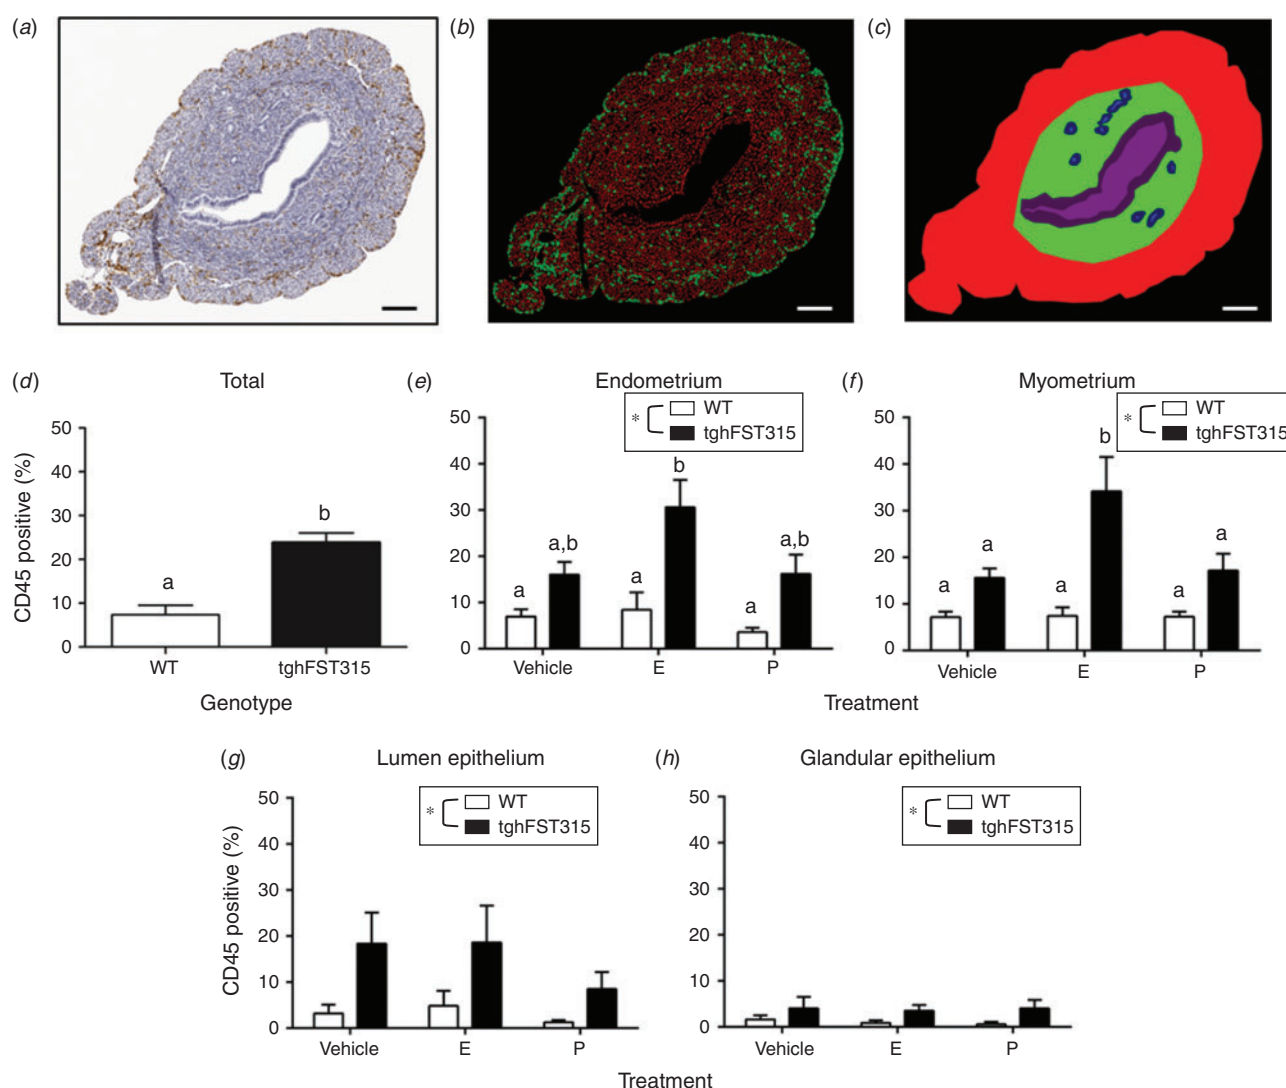 (a)
(b)
(c)
(d)
Total
CD45 positive (%)
50
40
30
20
10
0
a
b
WT
tghFST315
Genotype
(e)
Endometrium
* WT
tghFST315
50
40
30
20
10
0
a
a,b
a
b
a
a,b
Vehicle
E
P
(f)
Myometrium
* WT
tghFST315
50
40
30
20
10
0
a
a
a
b
a
a
Vehicle
E
P
Treatment
(g)
Lumen epithelium
* WT
tghFST315
CD45 positive (%)
50
40
30
20
10
0
Vehicle
E
P
(h)
Glandular epithelium
* WT
tghFST315
50
40
30
20
10
0
Vehicle
E
P
Treatment